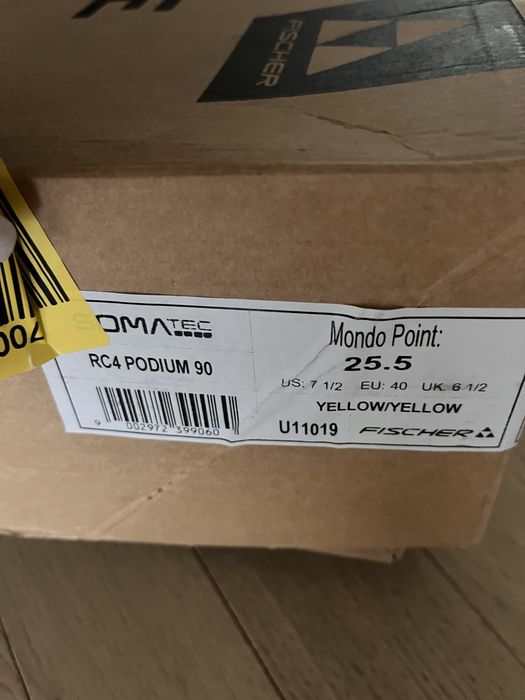 FISCHER
SOMATEC
RC4 PODIUM 90
9 002972 399060
Mondo Point:
25.5
US: 7 1/2 EU: 40 UK: 6 1/2
YELLOW/YELLOW
U11019 FISCHER